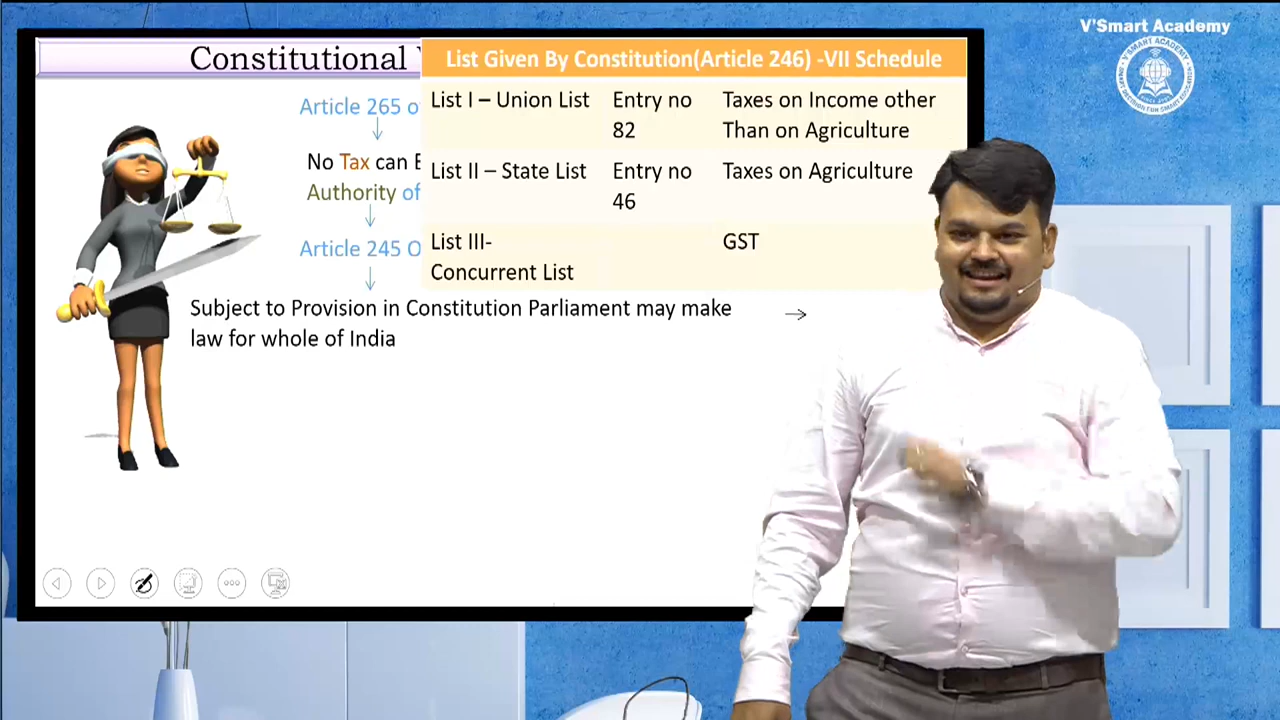 V'Smart Academy
Constitutional
List Given By Constitution(Article 246) -VII Schedule
Article 265 o
No Tax can
Authority of
Article 245 O
List I – Union List Entry no 82 Taxes on Income other Than on Agriculture
List II – State List Entry no 46 Taxes on Agriculture
List III- Concurrent List GST
Subject to Provision in Constitution Parliament may make
law for whole of India